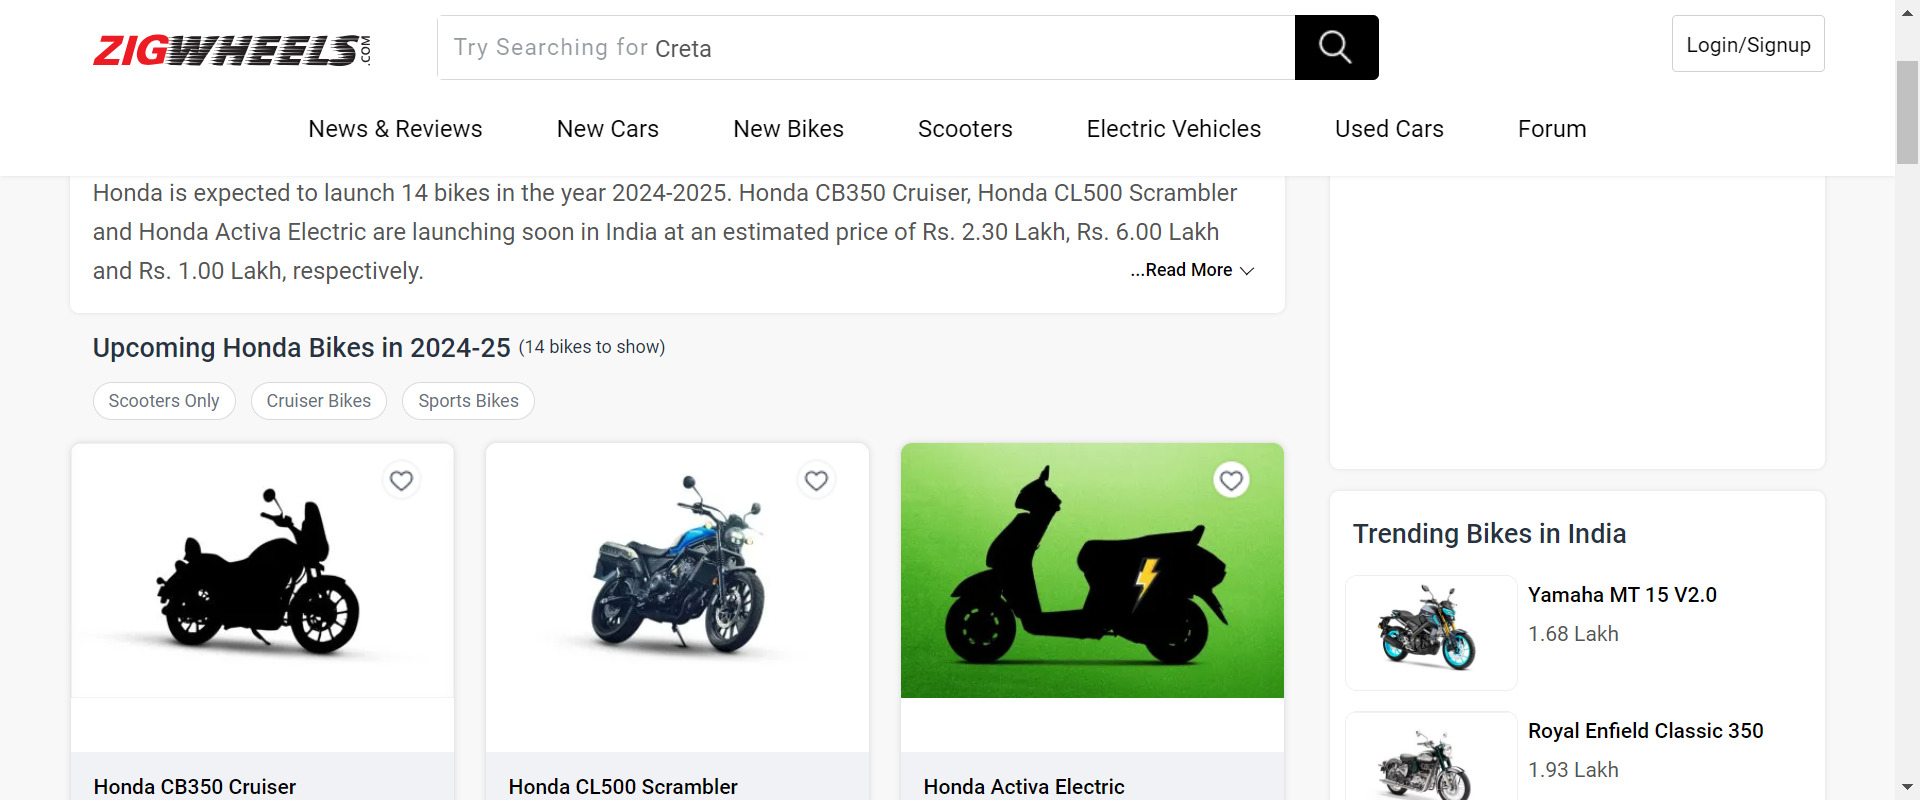 ZIGWHEELS.COM
Try Searching for Creta
Login/Signup
News & Reviews New Cars New Bikes Scooters Electric Vehicles Used Cars Forum
Honda is expected to launch 14 bikes in the year 2024-2025. Honda CB350 Cruiser, Honda CL500 Scrambler
and Honda Activa Electric are launching soon in India at an estimated price of Rs. 2.30 Lakh, Rs. 6.00 Lakh
and Rs. 1.00 Lakh, respectively.
...Read More
Upcoming Honda Bikes in 2024-25 (14 bikes to show)
Scooters Only Cruiser Bikes Sports Bikes
Honda CB350 Cruiser
Honda CL500 Scrambler
Honda Activa Electric
Trending Bikes in India
Yamaha MT 15 V2.0
1.68 Lakh
Royal Enfield Classic 350
1.93 Lakh